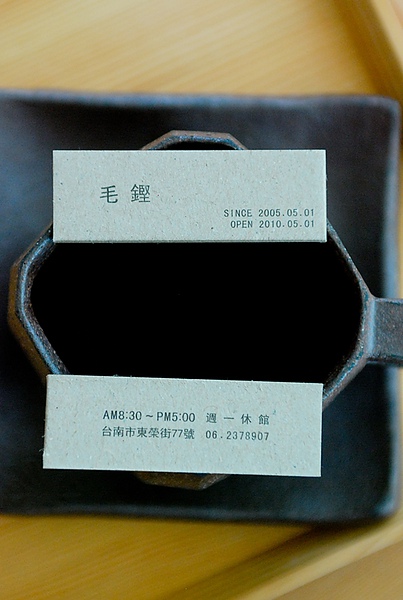 毛 鏗
SINCE 2005.05.01
OPEN 2010.05.01
AM8:30～PM5:00 週一休館
台南市東榮街77號 06.2378907